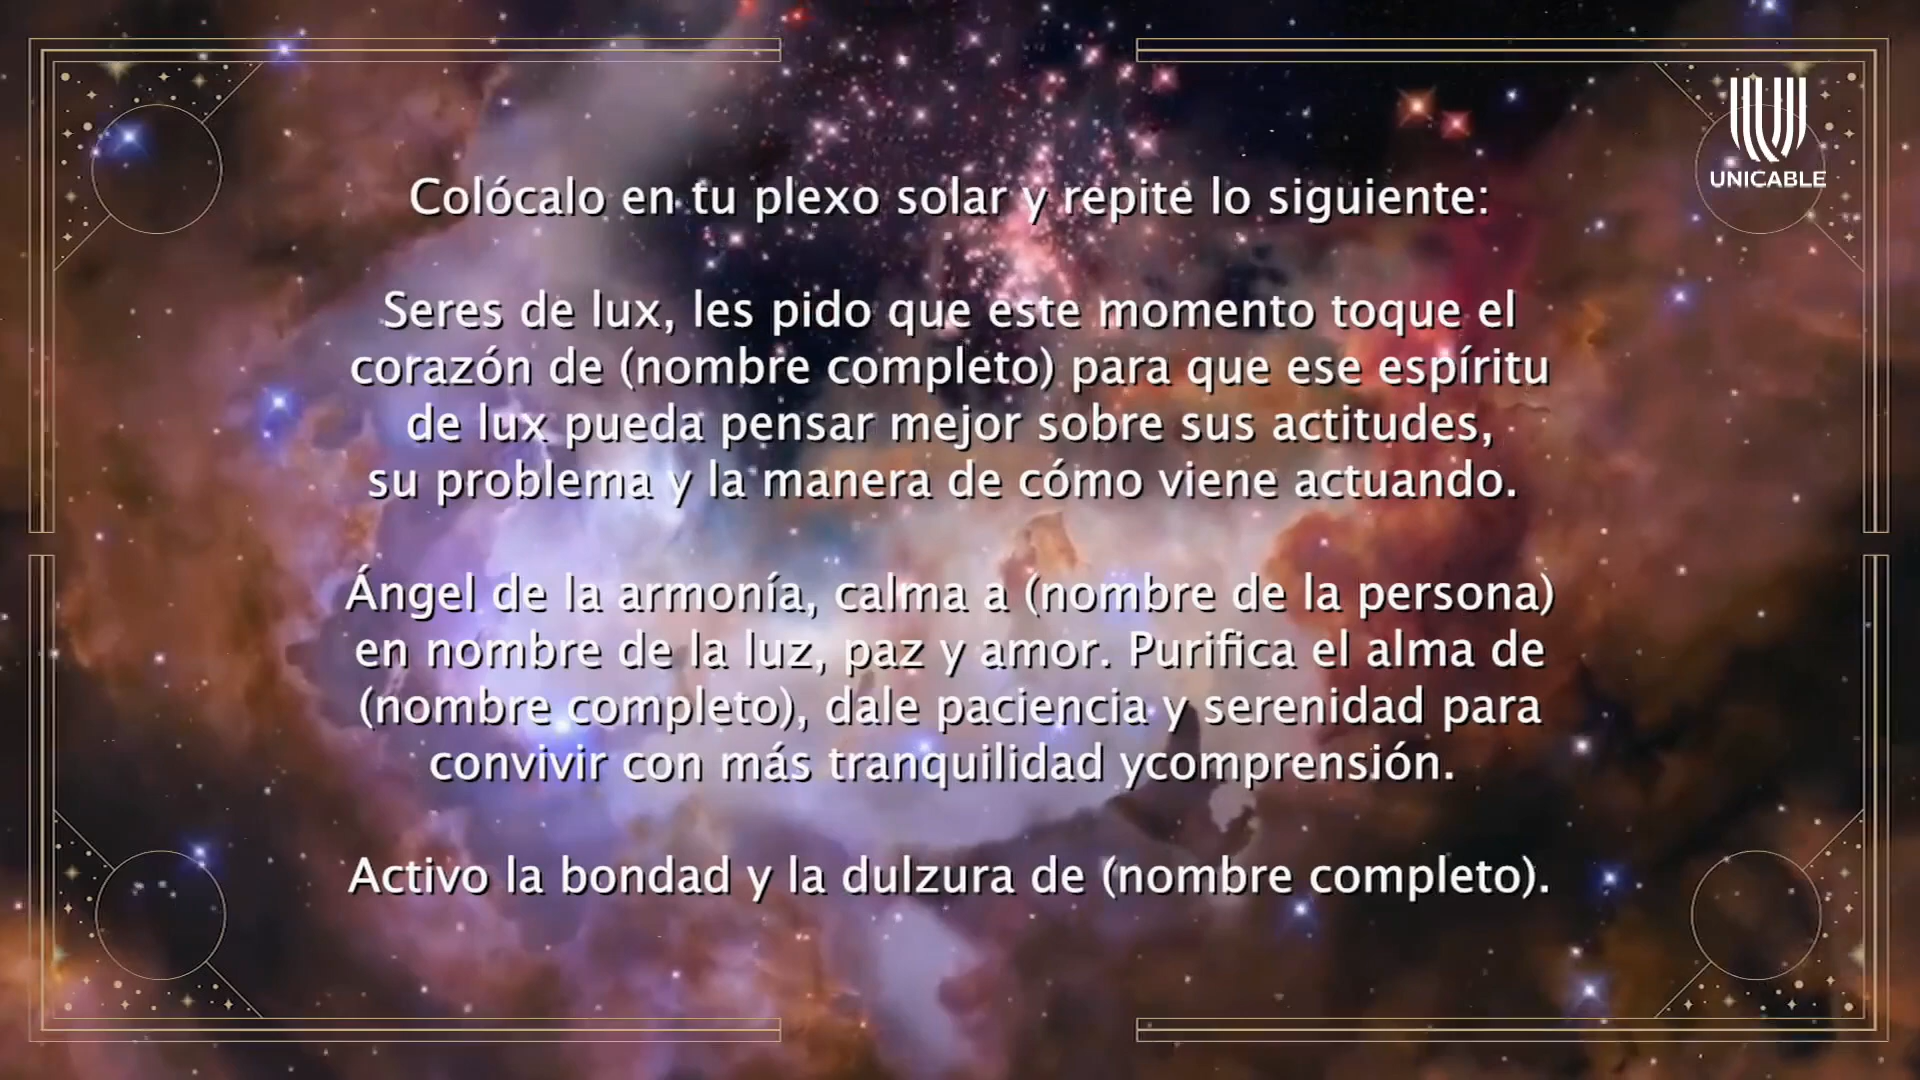 UNICABLE
Colócalo en tu plexo solar y repite lo siguiente:
Seres de lux, les pido que este momento toque el
corazón de (nombre completo) para que ese espíritu
de lux pueda pensar mejor sobre sus actitudes,
su problema y la manera de cómo viene actuando.
Ángel de la armonía, calma a (nombre de la persona)
en nombre de la luz, paz y amor. Purifica el alma de
(nombre completo), dale paciencia y serenidad para
convivir con más tranquilidad ycomprensión.
Activo la bondad y la dulzura de (nombre completo).